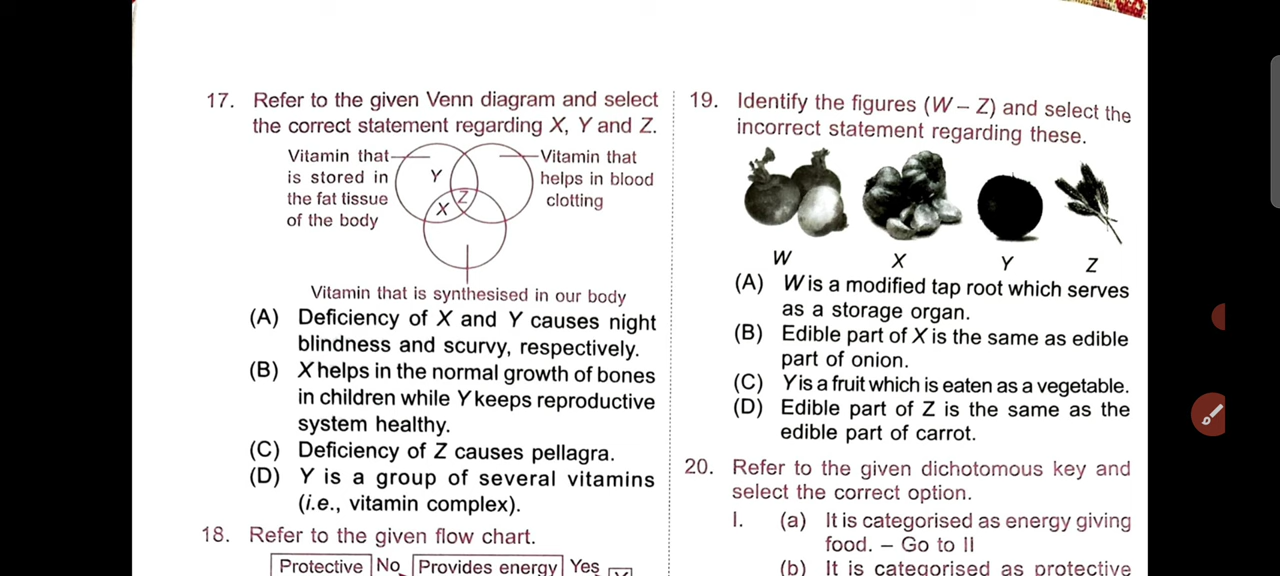 17. Refer to the given Venn diagram and select
the correct statement regarding X, Y and Z.
Vitamin that
is stored in
the fat tissue
of the body
Y
Z
X
Vitamin that
helps in blood
clotting
Vitamin that is synthesised in our body
(A) Deficiency of X and Y causes night
blindness and scurvy, respectively.
(B) X helps in the normal growth of bones
in children while Y keeps reproductive
system healthy.
(C) Deficiency of Z causes pellagra.
(D) Y is a group of several vitamins
(i.e., vitamin complex).
18. Refer to the given flow chart.
Protective No Provides energy Yes
19. Identify the figures (W – Z) and select the
incorrect statement regarding these.
W X Y Z
(A) W is a modified tap root which serves
as a storage organ.
(B) Edible part of X is the same as edible
part of onion.
(C) Y is a fruit which is eaten as a vegetable.
(D) Edible part of Z is the same as the
edible part of carrot.
20. Refer to the given dichotomous key and
select the correct option.
I. (a) It is categorised as energy giving
food. – Go to II
(b) It is categorised as protective